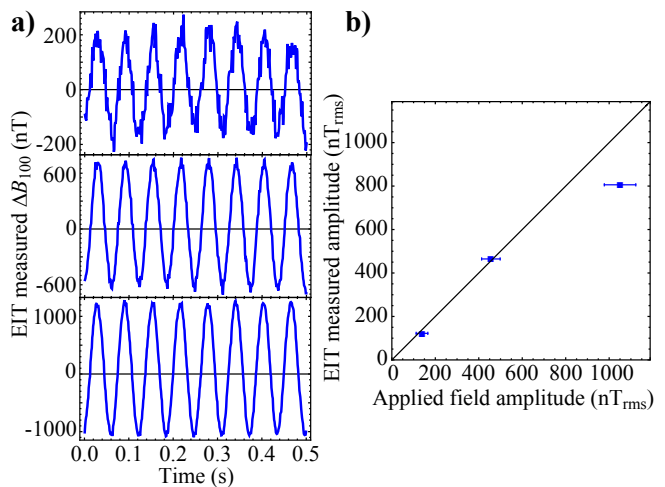 a)
EIT measured ΔB100 (nT)
200
0
-200
600
0
-600
1000
0
-1000
0.0 0.1 0.2 0.3 0.4 0.5
Time (s)
b)
EIT measured amplitude (nTrms)
1000
800
600
400
200
0
0 200 400 600 800 1000
Applied field amplitude (nTrms)